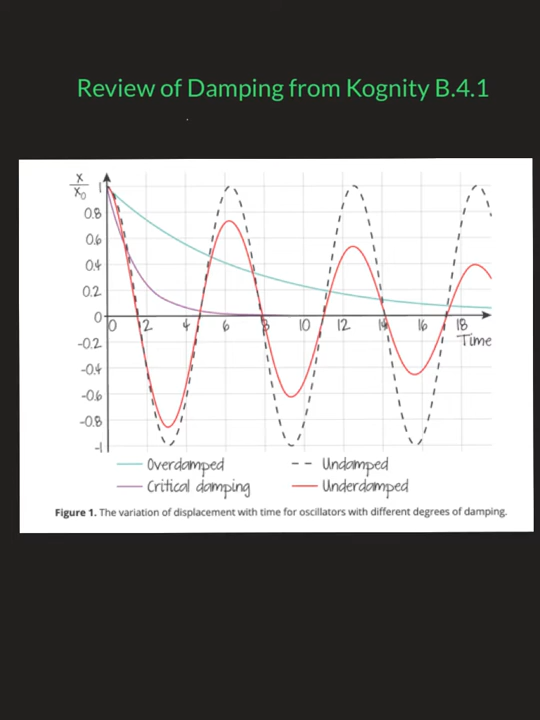 Review of Damping from Kognity B.4.1
x
x₀
1
0.8
0.6
0.4
0.2
0
-0.2
-0.4
-0.6
-0.8
-1
0 2 4 6 8 10 12 14 16 18
Time
Overdamped
Undamped
Critical damping
Underdamped
Figure 1. The variation of displacement with time for oscillators with different degrees of damping.